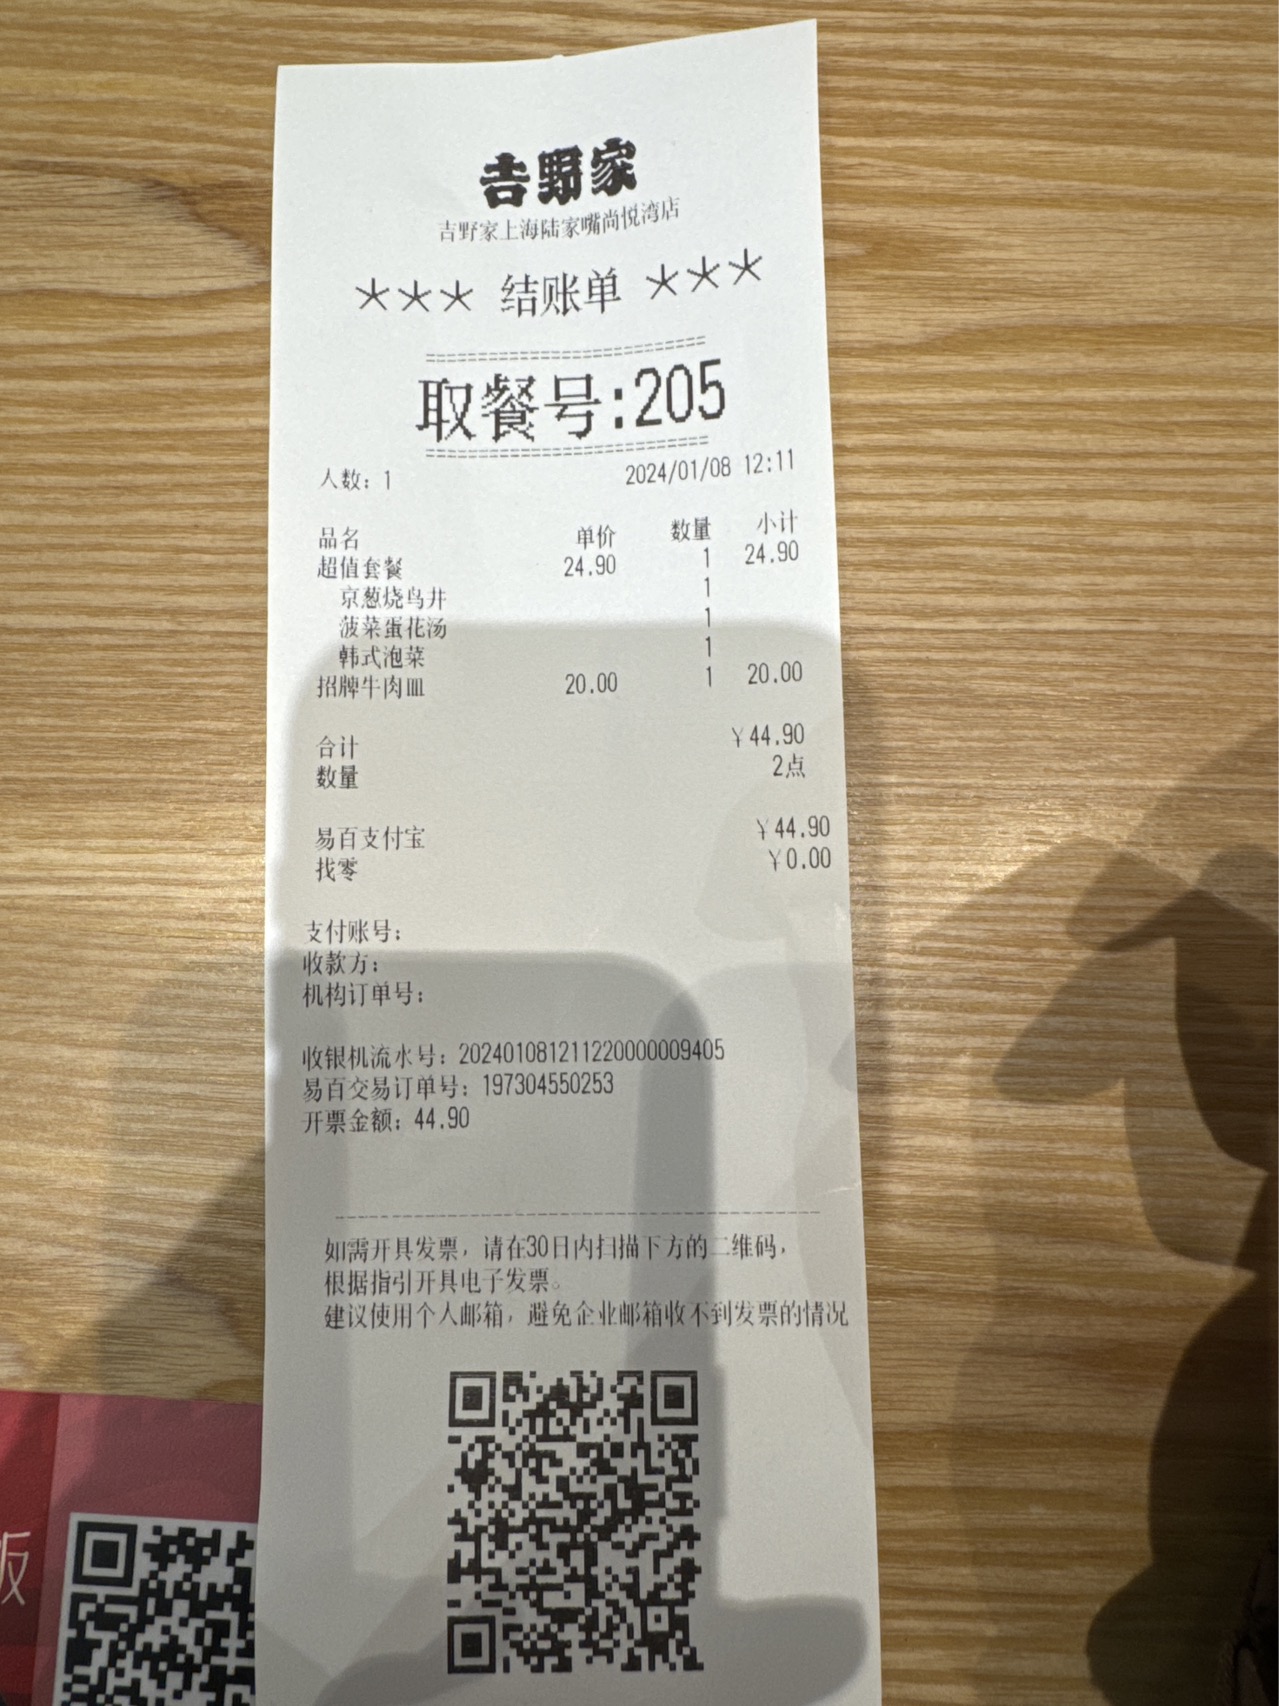 吉野家
吉野家上海陆家嘴尚悦湾店
*** 结账单 ***
==========================
取餐号:205
==========================
人数: 1 2024/01/08 12:11
品名 单价 数量 小计
超值套餐 24.90 1 24.90
京葱烧鸟井 1
菠菜蛋花汤 1
韩式泡菜 1
招牌牛肉皿 20.00 1 20.00
合计 ¥44.90
数量 2点
易百支付宝 ¥44.90
找零 ¥0.00
支付账号:
收款方:
机构订单号:
收银机流水号: 2024010812112200000009405
易百交易订单号: 197304550253
开票金额: 44.90
如需开具发票, 请在30日内扫描下方的二维码,
根据指引开具电子发票。
建议使用个人邮箱, 避免企业邮箱收不到发票的情况